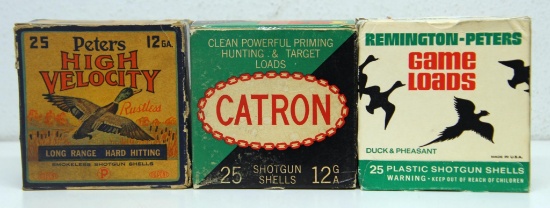 25 Peters 12 GA.
HIGH
VELOCITY
Rustless
LONG RANGE HARD HITTING
SMOKELESS SHOTGUN SHELLS
P
CLEAN POWERFUL PRIMING
HUNTING & TARGET
LOADS
CATRON
25 SHOTGUN
SHELLS 12 GA
REMINGTON-PETERS
Game
LOADS
DUCK & PHEASANT
MADE IN U.S.A.
25 PLASTIC SHOTGUN SHELLS
WARNING - KEEP OUT OF REACH OF CHILDREN